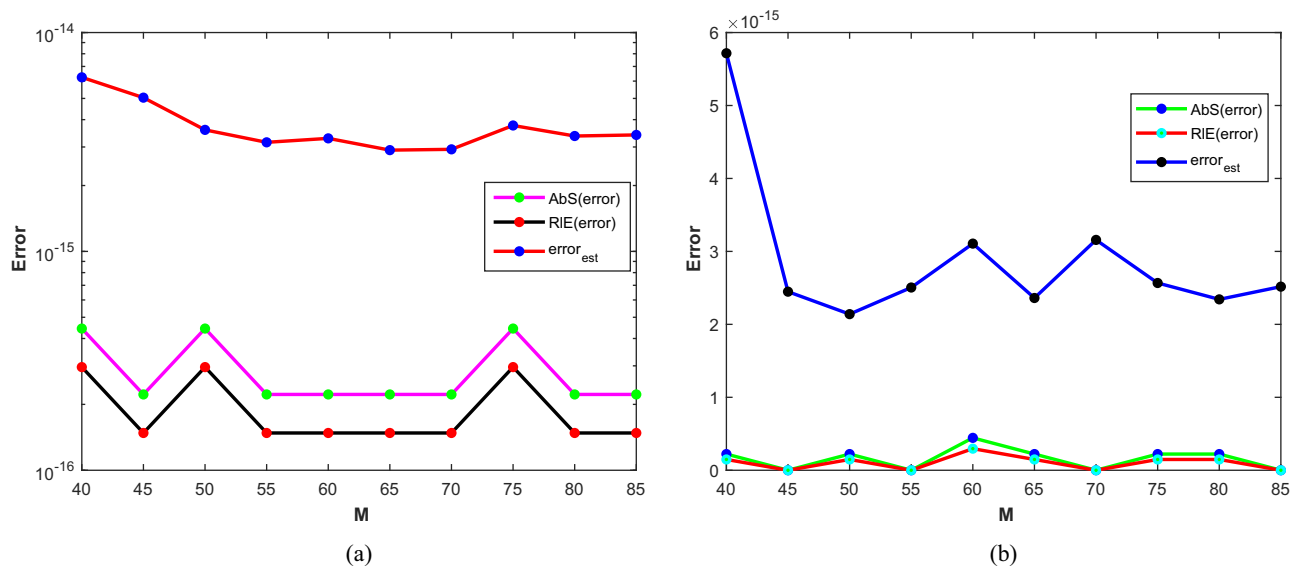 10^-14
10^-15
10^-16
Error
40 45 50 55 60 65 70 75 80 85
M
AbS(error)
RlE(error)
error_est
(a)
×10^-15
6
5
4
3
2
1
0
Error
40 45 50 55 60 65 70 75 80 85
M
AbS(error)
RlE(error)
error_est
(b)